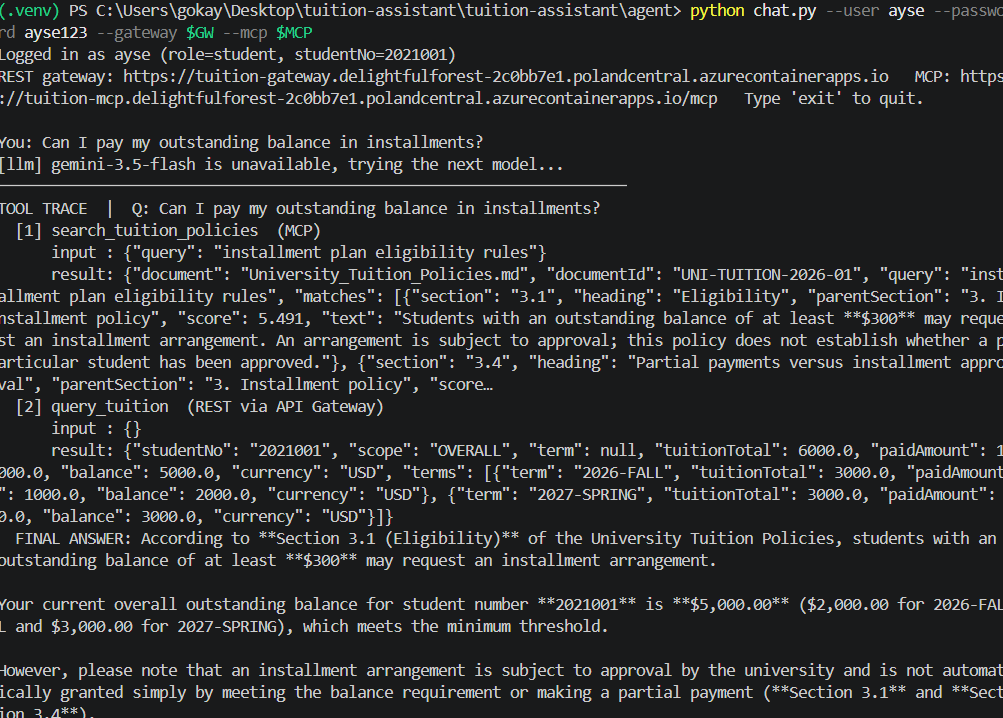 (.venv) PS C:\Users\gokay\Desktop\tuition-assistant\tuition-assistant\agent> python chat.py --user ayse --passwo
rd ayse123 --gateway $GW --mcp $MCP
Logged in as ayse (role=student, studentNo=2021001)
REST gateway: https://tuition-gateway.delightfulforest-2c0bb7e1.polandcentral.azurecontainerapps.io   MCP: https
://tuition-mcp.delightfulforest-2c0bb7e1.polandcentral.azurecontainerapps.io/mcp   Type 'exit' to quit.
You: Can I pay my outstanding balance in installments?
[llm] gemini-3.5-flash is unavailable, trying the next model...
TOOL TRACE  |  Q: Can I pay my outstanding balance in installments?
[1] search_tuition_policies  (MCP)
input : {"query": "installment plan eligibility rules"}
result: {"document": "University_Tuition_Policies.md", "documentId": "UNI-TUITION-2026-01", "query": "inst
allment plan eligibility rules", "matches": [{"section": "3.1", "heading": "Eligibility", "parentSection": "3. I
nstallment policy", "score": 5.491, "text": "Students with an outstanding balance of at least **$300** may reque
st an installment arrangement. An arrangement is subject to approval; this policy does not establish whether a p
articular student has been approved."}, {"section": "3.4", "heading": "Partial payments versus installment appro
val", "parentSection": "3. Installment policy", "score…
[2] query_tuition  (REST via API Gateway)
input : {}
result: {"studentNo": "2021001", "scope": "OVERALL", "term": null, "tuitionTotal": 6000.0, "paidAmount": 1
000.0, "balance": 5000.0, "currency": "USD", "terms": [{"term": "2026-FALL", "tuitionTotal": 3000.0, "paidAmount
": 1000.0, "balance": 2000.0, "currency": "USD"}, {"term": "2027-SPRING", "tuitionTotal": 3000.0, "paidAmount":
0.0, "balance": 3000.0, "currency": "USD"}]}
FINAL ANSWER: According to **Section 3.1 (Eligibility)** of the University Tuition Policies, students with an
outstanding balance of at least **$300** may request an installment arrangement.
Your current overall outstanding balance for student number **2021001** is **$5,000.00** ($2,000.00 for 2026-FAL
L and $3,000.00 for 2027-SPRING), which meets the minimum threshold.
However, please note that an installment arrangement is subject to approval by the university and is not automat
ically granted simply by meeting the balance requirement or making a partial payment (**Section 3.1** and **Sect
ion 3.4**).